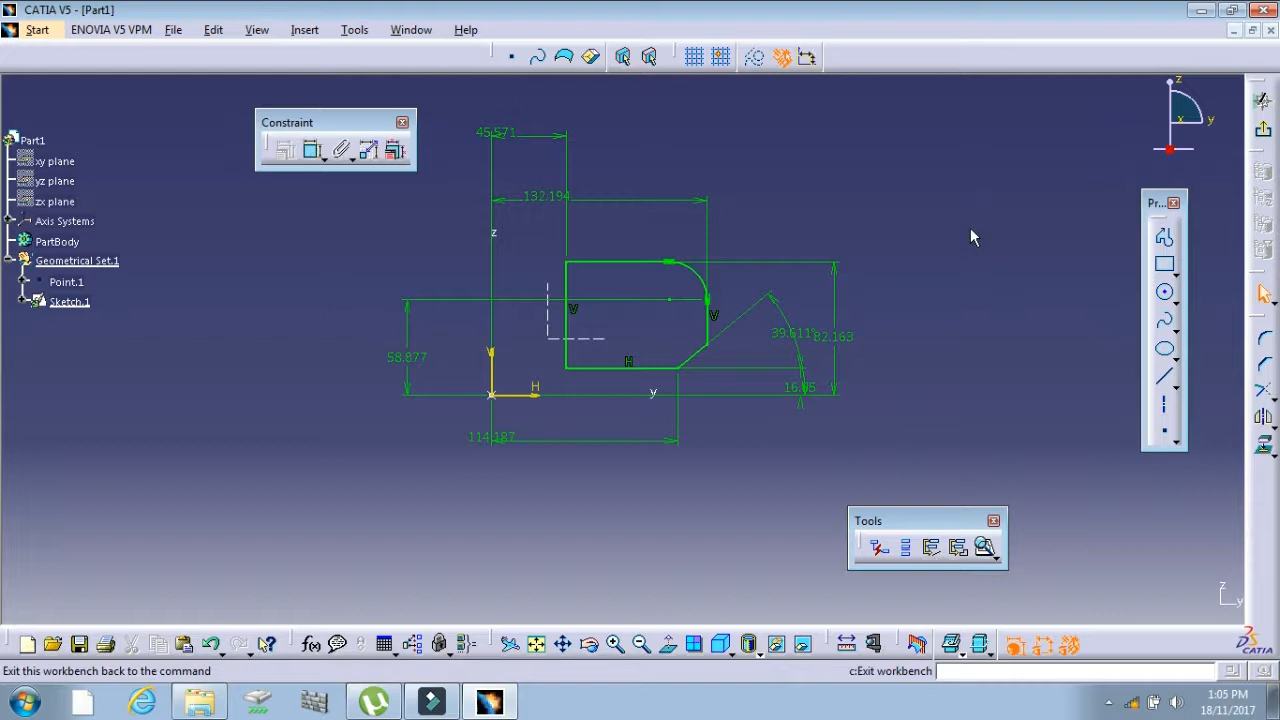 CATIA V5 - [Part1]
Start ENOVIA V5 VPM File Edit View Insert Tools Window Help
Constraint
Part1
xy plane
yz plane
zx plane
Axis Systems
PartBody
Geometrical Set.1
Point.1
Sketch.1
45.571
132.194
z
V
V
H
58.877
39.611°
82.163
16.85
V
H
y
114.187
z
x
y
Pr...
Tools
z
y
f(x)
CATIA
Exit this workbench back to the command
c:Exit workbench
1:05 PM
18/11/2017